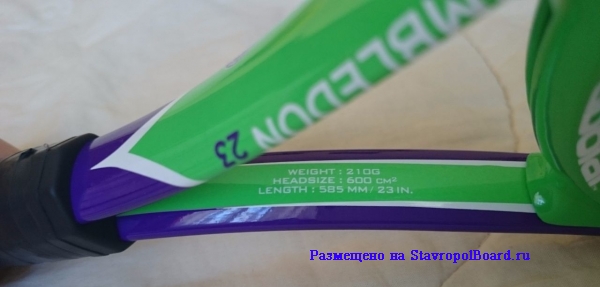 MBLEDON 23
WEIGHT : 210G
HEADSIZE : 600 CM²
LENGTH : 585 MM / 23 IN.
Размещено на StavropolBoard.ru